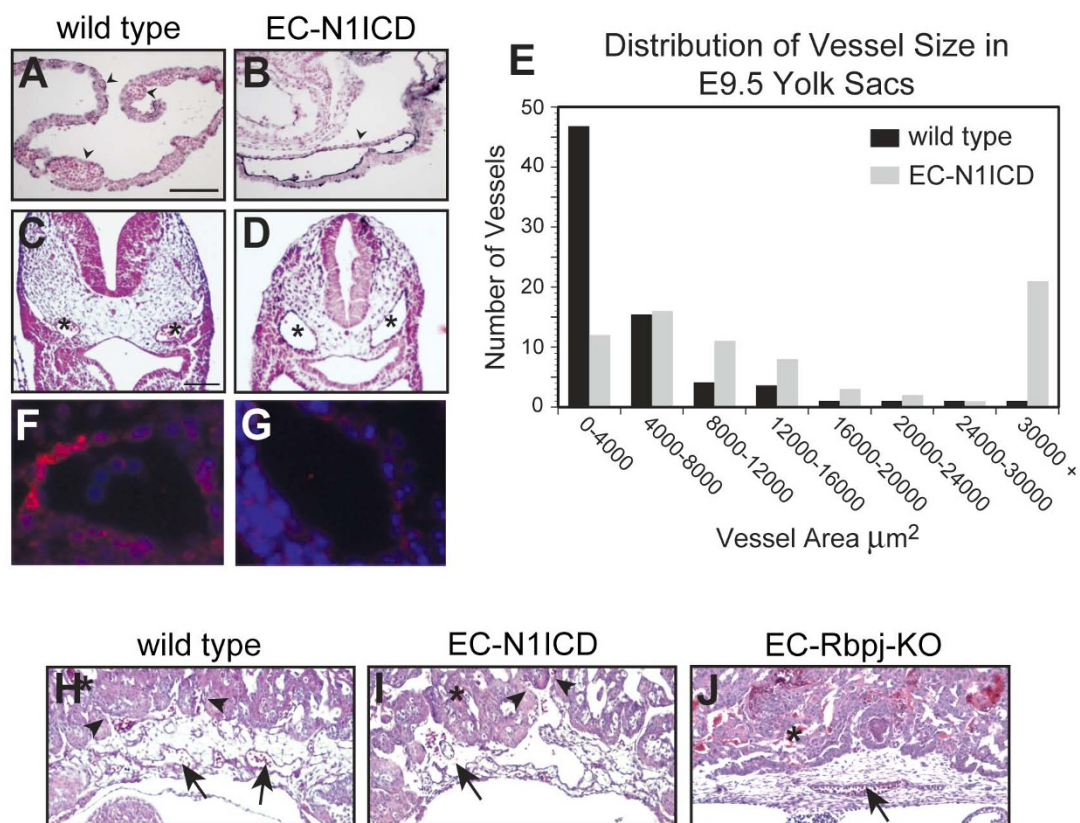 wild type
EC-N1ICD
A
B
C
D
* *
* *
F
G
E
Distribution of Vessel Size in
E9.5 Yolk Sacs
Number of Vessels
50
40
30
20
10
0
wild type
EC-N1ICD
0-4000
4000-8000
8000-12000
12000-16000
16000-20000
20000-24000
24000-30000
30000 +
Vessel Area μm²
wild type
EC-N1ICD
EC-Rbpj-KO
H
*
I
*
J
*